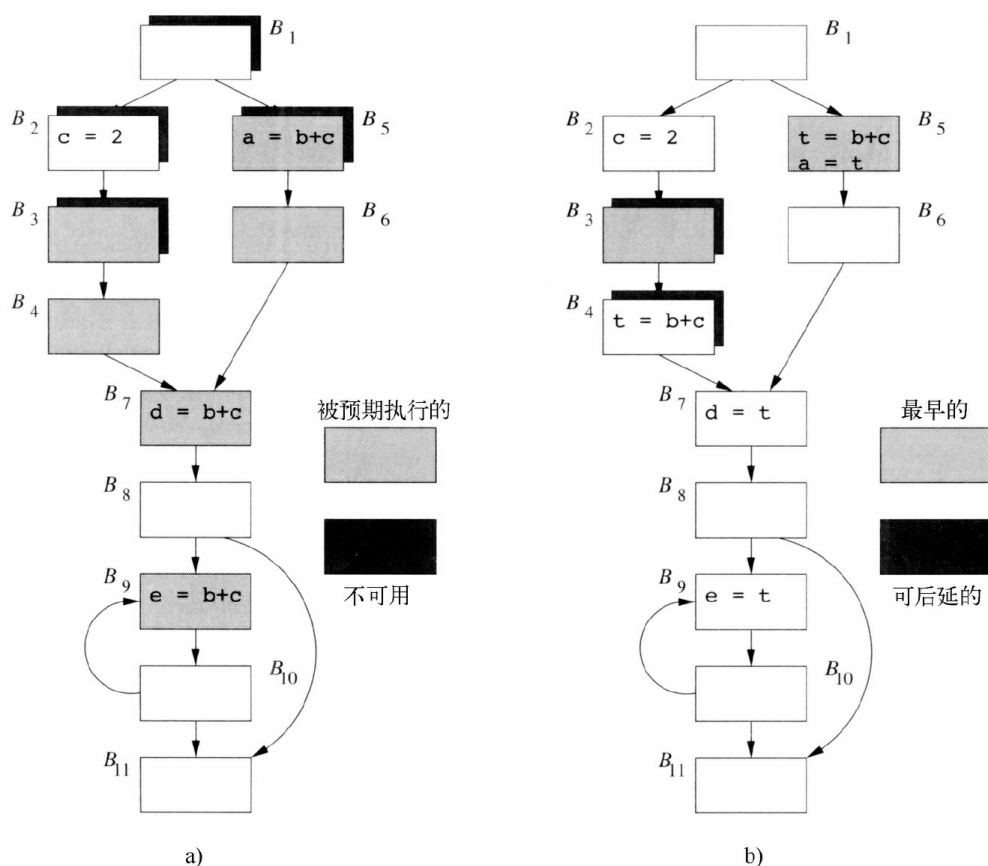 B1
B2
c = 2
a = b+c
B5
B3
B6
B4
B7
d = b+c
被预期执行的
B8
B9
e = b+c
不可用
B10
B11
a)
B1
B2
c = 2
t = b+c
a = t
B5
B3
B6
B4
t = b+c
B7
d = t
最早的
B8
B9
e = t
可后延的
B10
B11
b)